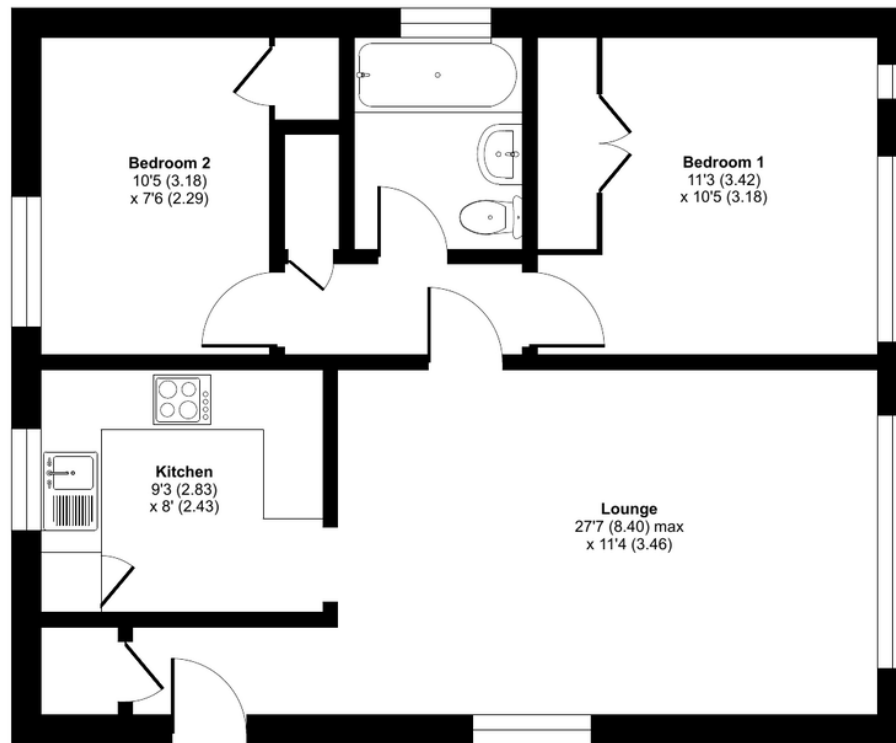 Bedroom 2
10'5 (3.18)
x 7'6 (2.29)
Bedroom 1
11'3 (3.42)
x 10'5 (3.18)
Kitchen
9'3 (2.83)
x 8' (2.43)
Lounge
27'7 (8.40) max
x 11'4 (3.46)